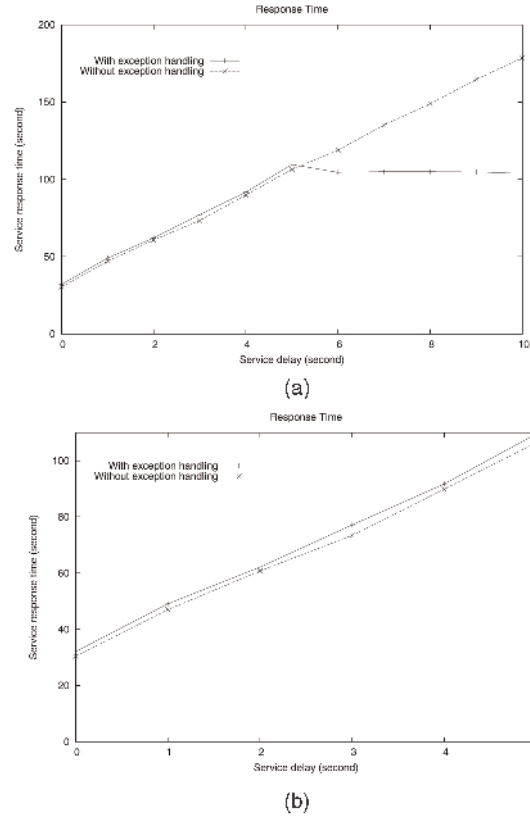 Response Time
With exception handling
Without exception handling
Service response time (second)
200
150
100
50
0
0 2 4 6 8 10
Service delay (second)
(a)
Response Time
With exception handling
Without exception handling
Service response time (second)
100
80
60
40
20
0
0 1 2 3 4
Service delay (second)
(b)